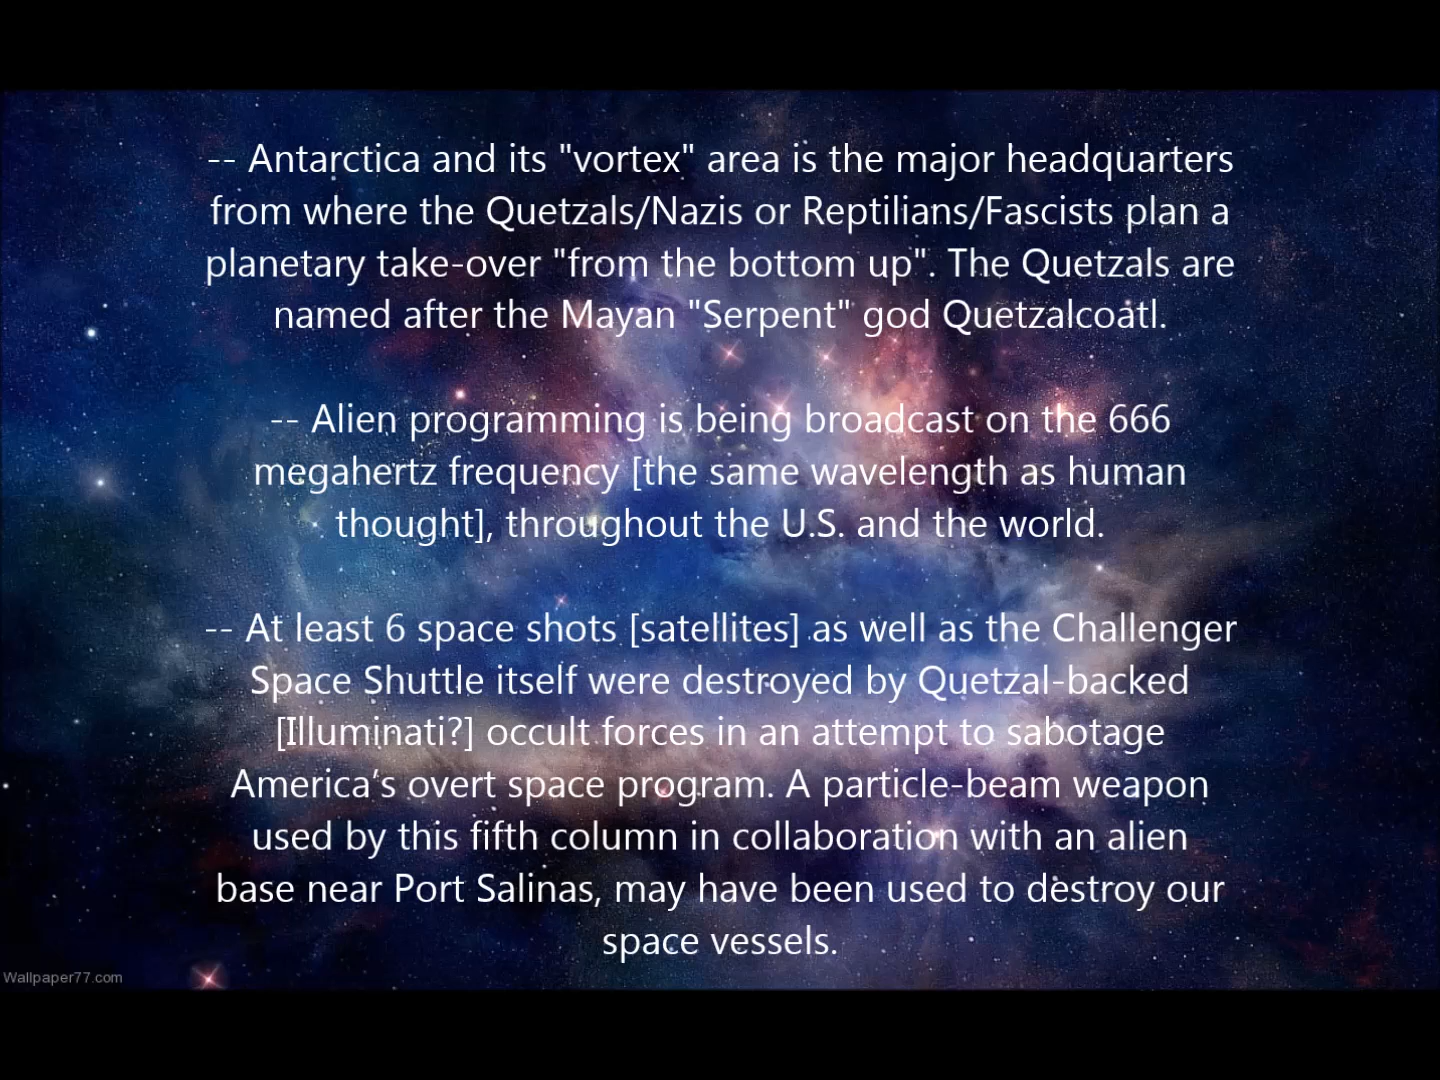 -- Antarctica and its "vortex" area is the major headquarters
from where the Quetzals/Nazis or Reptilians/Fascists plan a
planetary take-over "from the bottom up". The Quetzals are
named after the Mayan "Serpent" god Quetzalcoatl.
-- Alien programming is being broadcast on the 666
megahertz frequency [the same wavelength as human
thought], throughout the U.S. and the world.
-- At least 6 space shots [satellites] as well as the Challenger
Space Shuttle itself were destroyed by Quetzal-backed
[Illuminati?] occult forces in an attempt to sabotage
America's overt space program. A particle-beam weapon
used by this fifth column in collaboration with an alien
base near Port Salinas, may have been used to destroy our
space vessels.
Wallpaper77.com